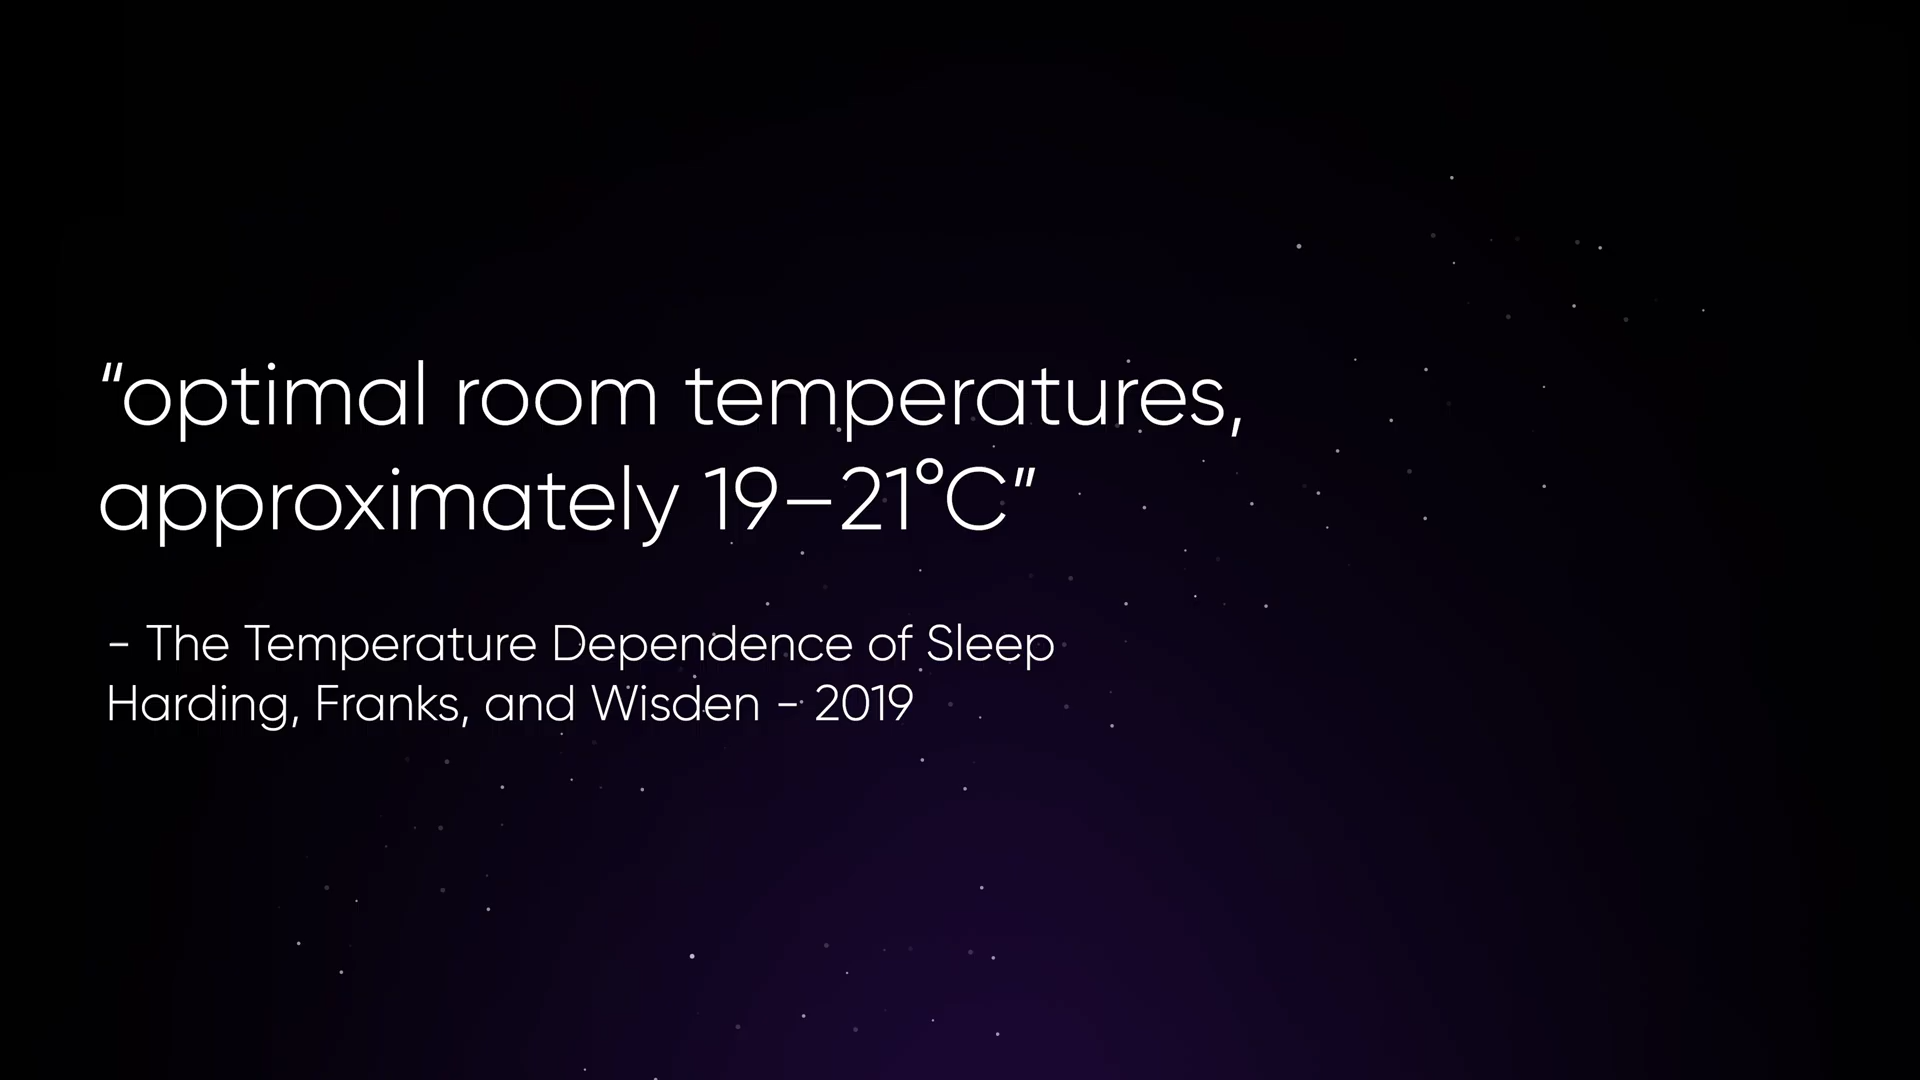 “optimal room temperatures,
approximately 19–21°C”
- The Temperature Dependence of Sleep
Harding, Franks, and Wisden - 2019